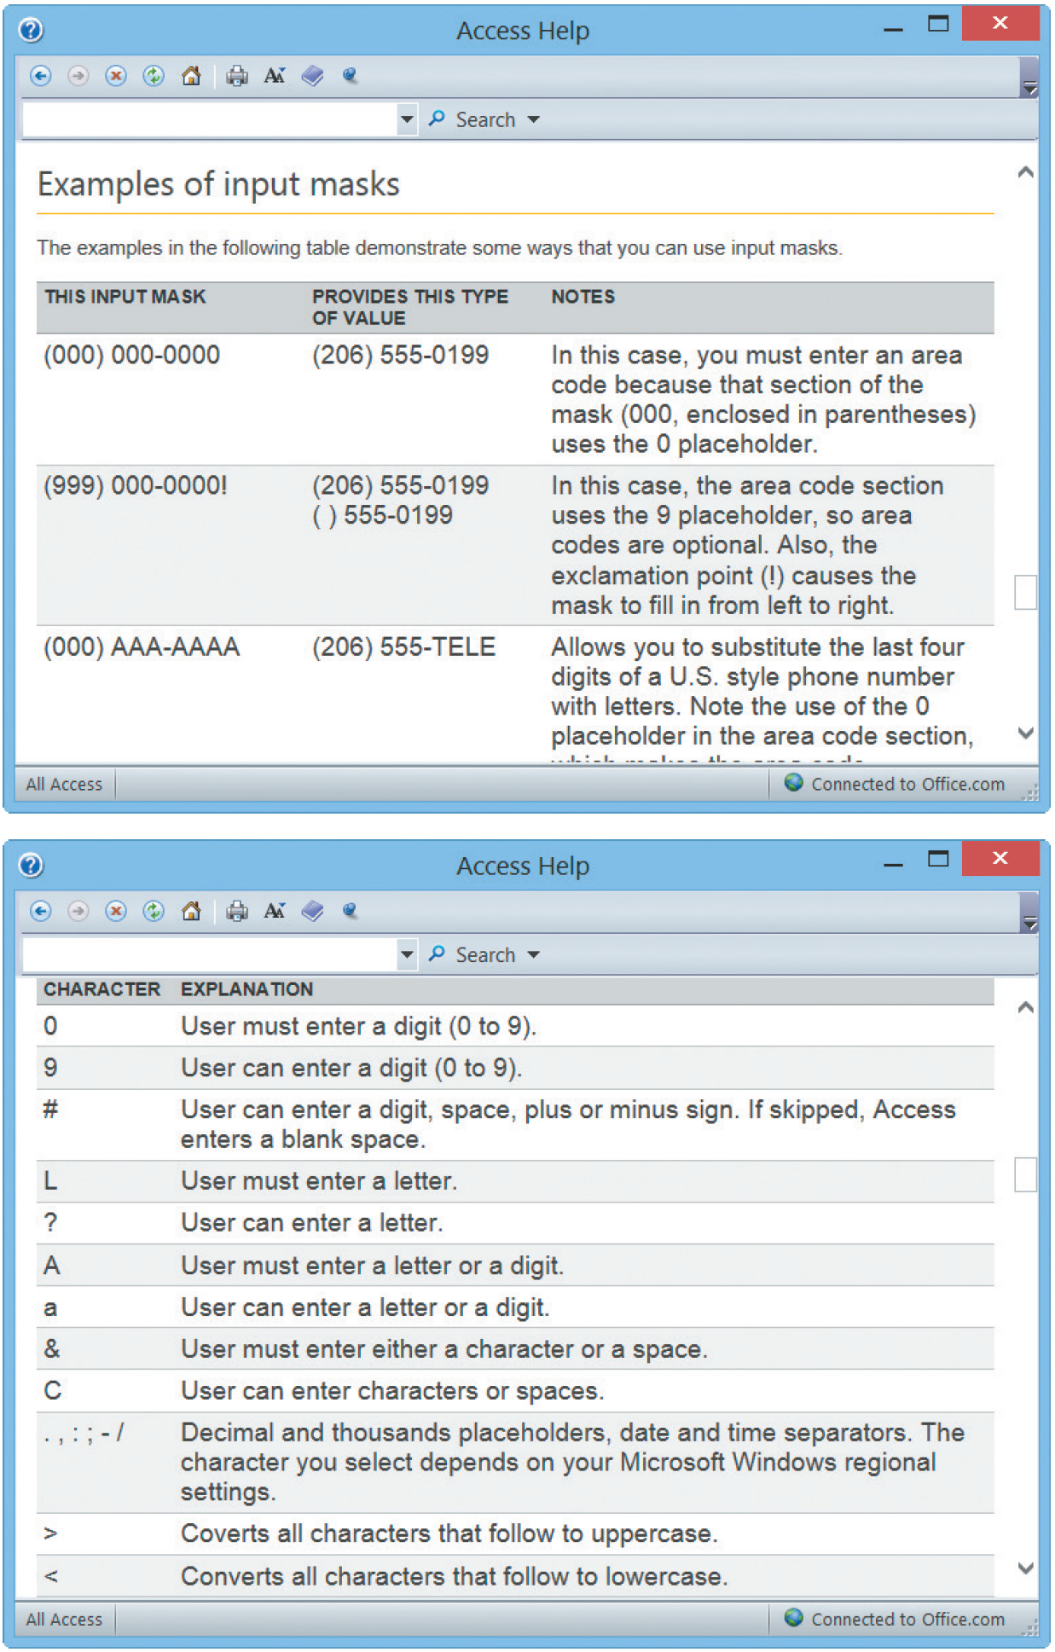 Access Help
Search
Examples of input masks
The examples in the following table demonstrate some ways that you can use input masks.
THIS INPUT MASK PROVIDES THIS TYPE NOTES
OF VALUE
(000) 000-0000 (206) 555-0199 In this case, you must enter an area
code because that section of the
mask (000, enclosed in parentheses)
uses the 0 placeholder.
(999) 000-0000! (206) 555-0199 In this case, the area code section
( ) 555-0199 uses the 9 placeholder, so area
codes are optional. Also, the
exclamation point (!) causes the
mask to fill in from left to right.
(000) AAA-AAAA (206) 555-TELE Allows you to substitute the last four
digits of a U.S. style phone number
with letters. Note the use of the 0
placeholder in the area code section,
which makes the area code
All Access Connected to Office.com
Access Help
Search
CHARACTER EXPLANATION
0 User must enter a digit (0 to 9).
9 User can enter a digit (0 to 9).
# User can enter a digit, space, plus or minus sign. If skipped, Access
enters a blank space.
L User must enter a letter.
? User can enter a letter.
A User must enter a letter or a digit.
a User can enter a letter or a digit.
& User must enter either a character or a space.
C User can enter characters or spaces.
. , : ; - / Decimal and thousands placeholders, date and time separators. The
character you select depends on your Microsoft Windows regional
settings.
> Coverts all characters that follow to uppercase.
< Converts all characters that follow to lowercase.
All Access Connected to Office.com